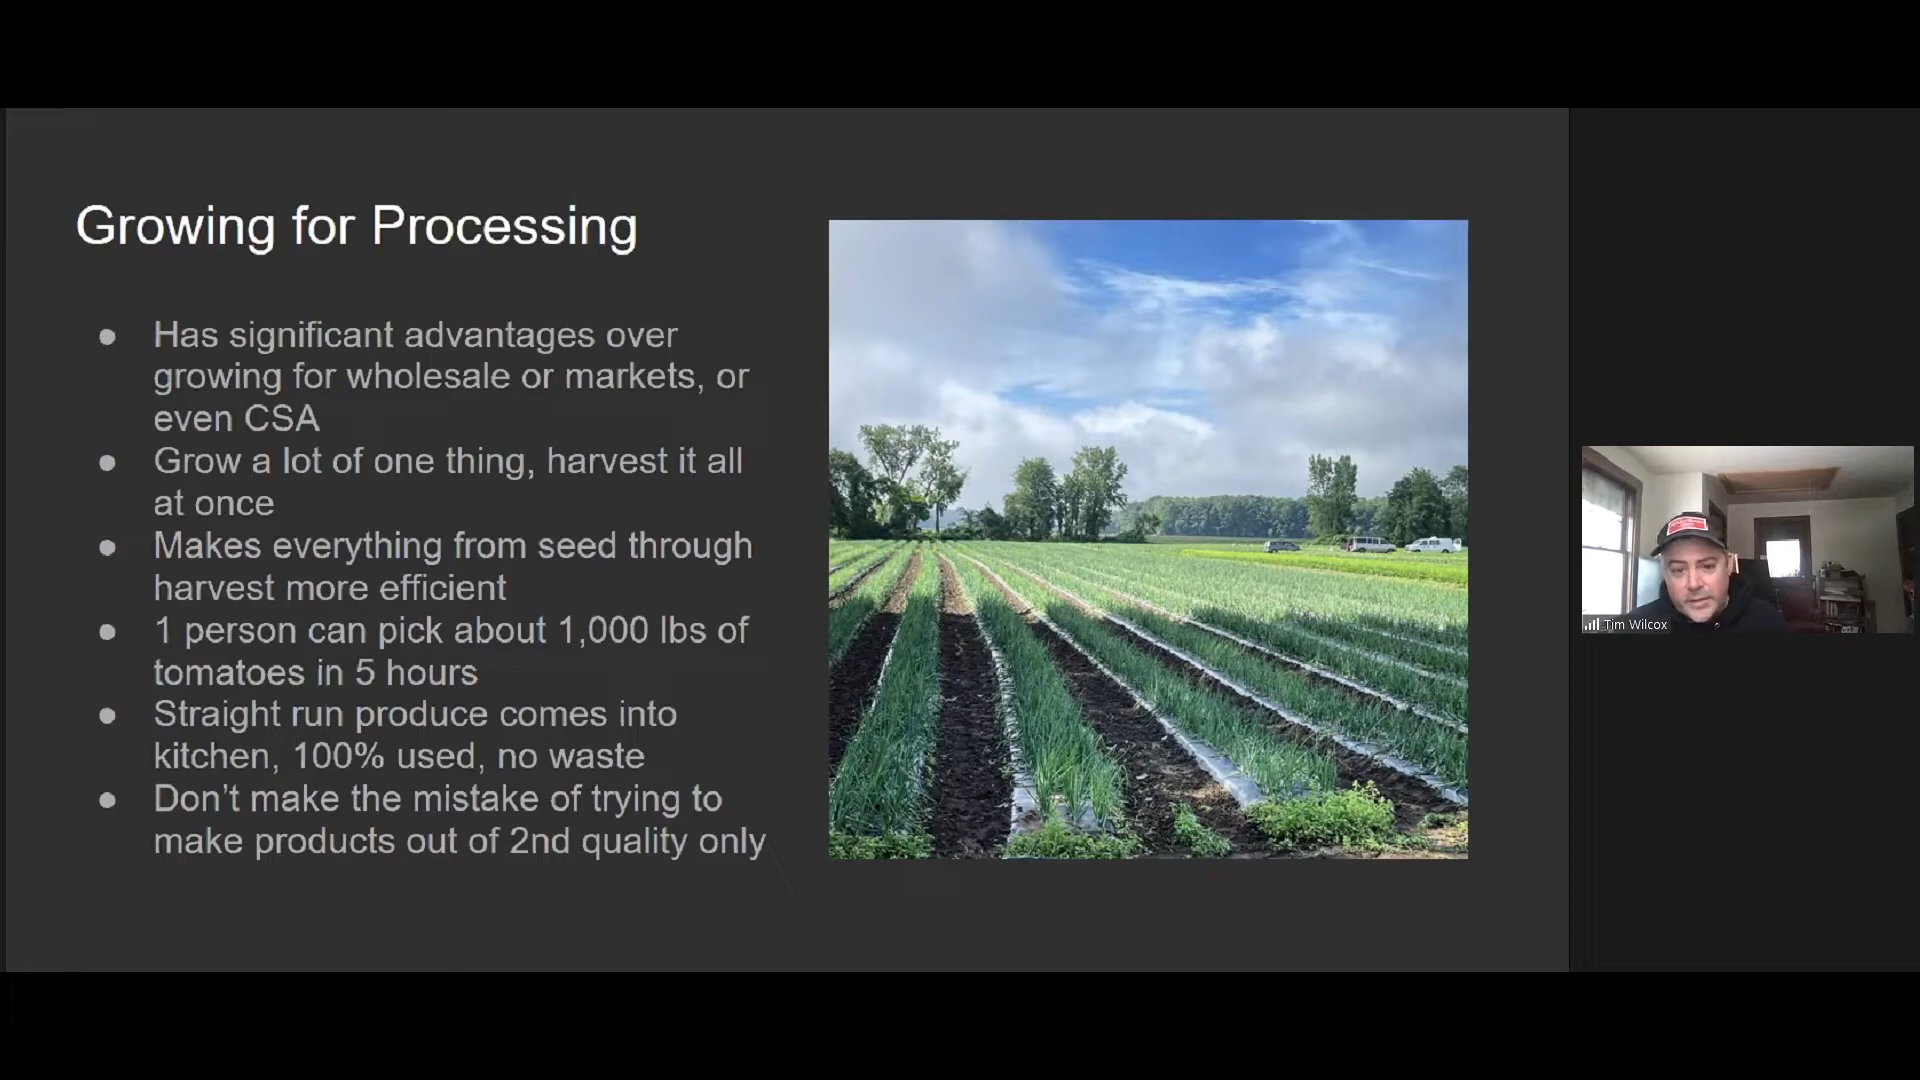 Growing for Processing
● Has significant advantages over
growing for wholesale or markets, or
even CSA
● Grow a lot of one thing, harvest it all
at once
● Makes everything from seed through
harvest more efficient
● 1 person can pick about 1,000 lbs of
tomatoes in 5 hours
● Straight run produce comes into
kitchen, 100% used, no waste
● Don’t make the mistake of trying to
make products out of 2nd quality only
Tim Wilcox